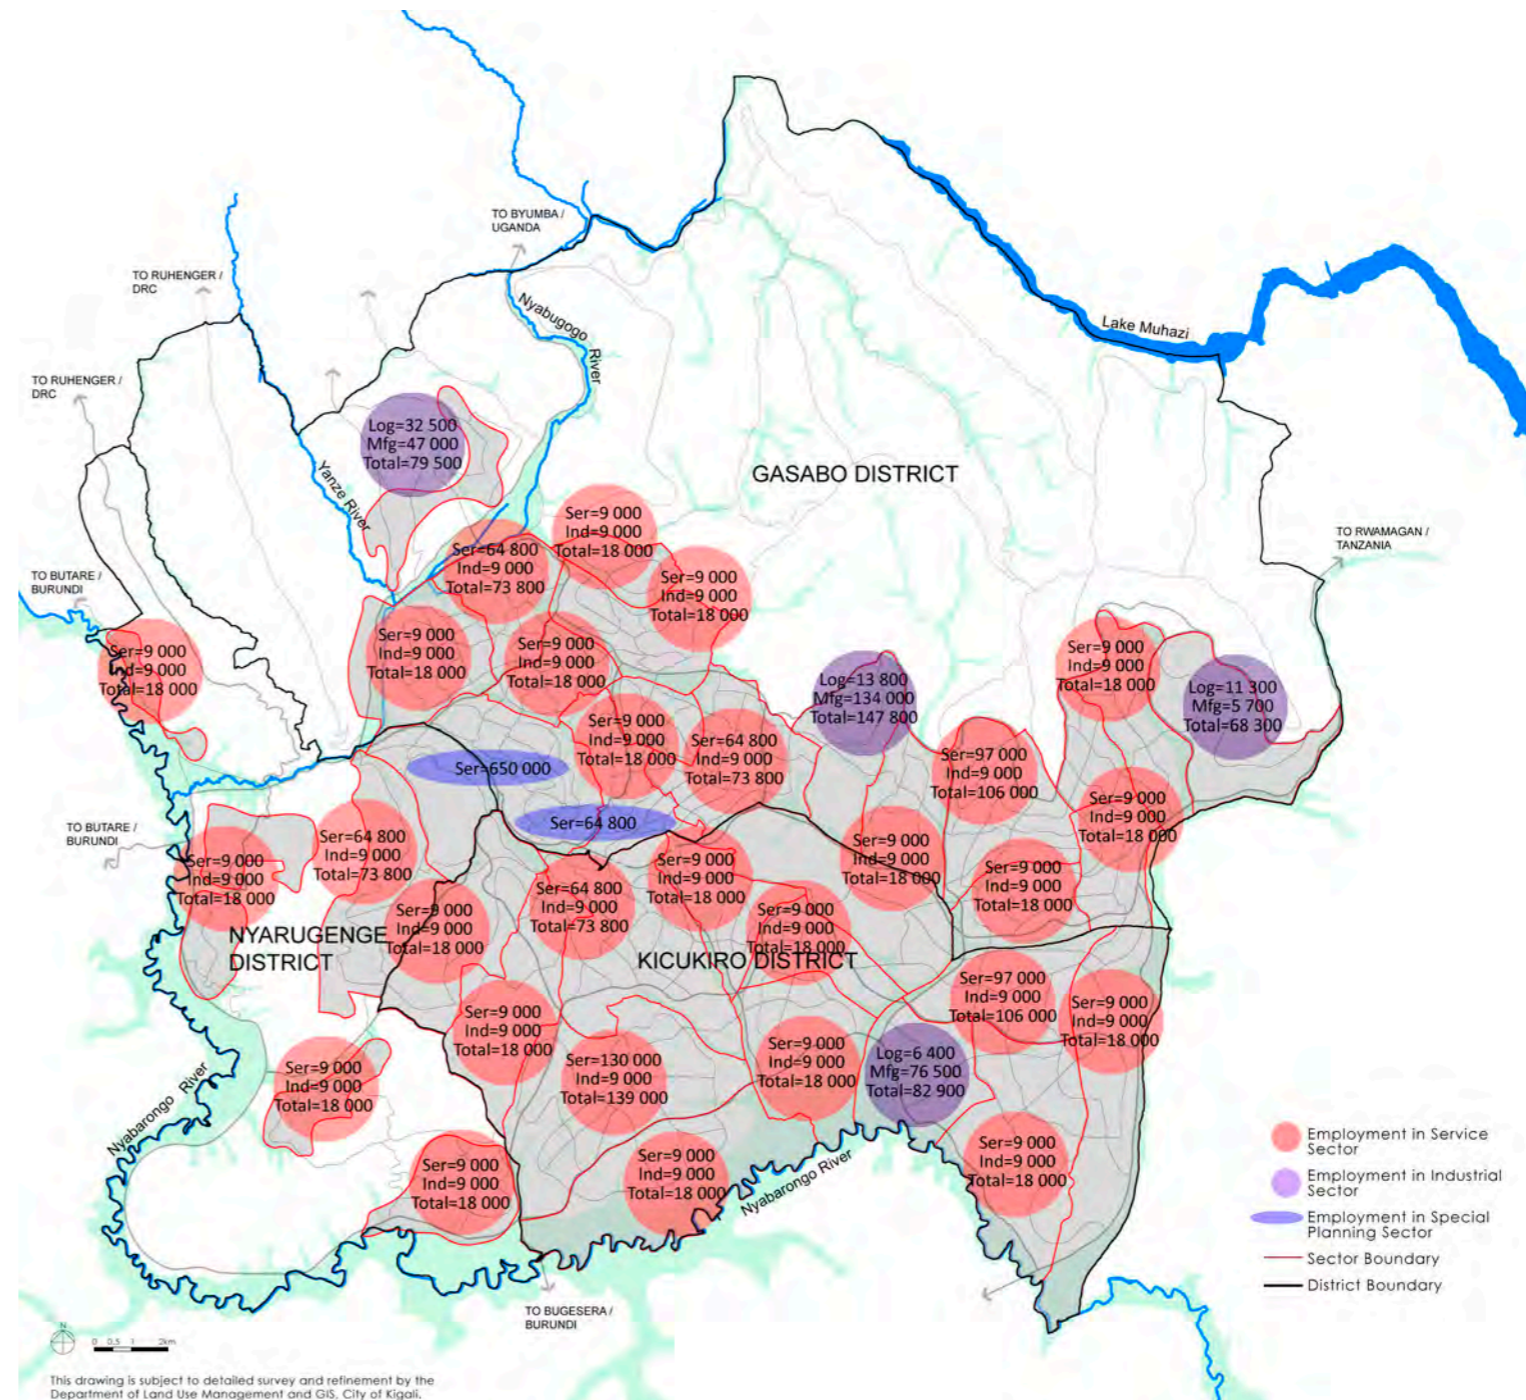 TO BYUMBA /
UGANDA
TO RUHENGER /
DRC
Nyabugogo
River
Lake Muhazi
TO RUHENGER /
DRC
Log=32 500
Mfg=47 000
Total=79 500
Yanze River
GASABO DISTRICT
Ser=9 000
Ind=9 000
Total=18 000
Ser=64 800
Ind=9 000
Total=73 800
TO RWAMAGAN /
TANZANIA
Ser=9 000
Ind=9 000
Total=18 000
TO BUTARE /
BURUNDI
Ser=9 000
Ind=9 000
Total=18 000
Ser=9 000
Ind=9 000
Total=18 000
Ser=9 000
Ind=9 000
Total=18 000
Ser=9 000
Ind=9 000
Total=18 000
Log=13 800
Mfg=134 000
Total=147 800
Log=11 300
Mfg=5 700
Total=68 300
Ser=9 000
Ind=9 000
Total=18 000
Ser=64 800
Ind=9 000
Total=73 800
Ser=97 000
Ind=9 000
Total=106 000
Ser=650 000
Ser=64 800
Ser=9 000
Ind=9 000
Total=18 000
TO BUTARE /
BURUNDI
Ser=9 000
Ind=9 000
Total=18 000
Ser=64 800
Ind=9 000
Total=73 800
Ser=64 800
Ind=9 000
Total=73 800
Ser=9 000
Ind=9 000
Total=18 000
Ser=9 000
Ind=9 000
Total=18 000
Ser=9 000
Ind=9 000
Total=18 000
Ser=9 000
Ind=9 000
Total=18 000
Ser=9 000
Ind=9 000
Total=18 000
NYARUGENGE
DISTRICT
KICUKIRO DISTRICT
Ser=9 000
Ind=9 000
Total=18 000
Ser=97 000
Ind=9 000
Total=106 000
Ser=9 000
Ind=9 000
Total=18 000
Ser=9 000
Ind=9 000
Total=18 000
Ser=130 000
Ind=9 000
Total=139 000
Ser=9 000
Ind=9 000
Total=18 000
Log=6 400
Mfg=76 500
Total=82 900
Nyabarongo River
Ser=9 000
Ind=9 000
Total=18 000
Ser=9 000
Ind=9 000
Total=18 000
Ser=9 000
Ind=9 000
Total=18 000
Nyabarongo River
Employment in Service
Sector
Employment in Industrial
Sector
Employment in Special
Planning Sector
Sector Boundary
District Boundary
TO BUGESERA /
BURUNDI
N
0 0.5 1 2km
This drawing is subject to detailed survey and refinement by the
Department of Land Use Management and GIS, City of Kigali.